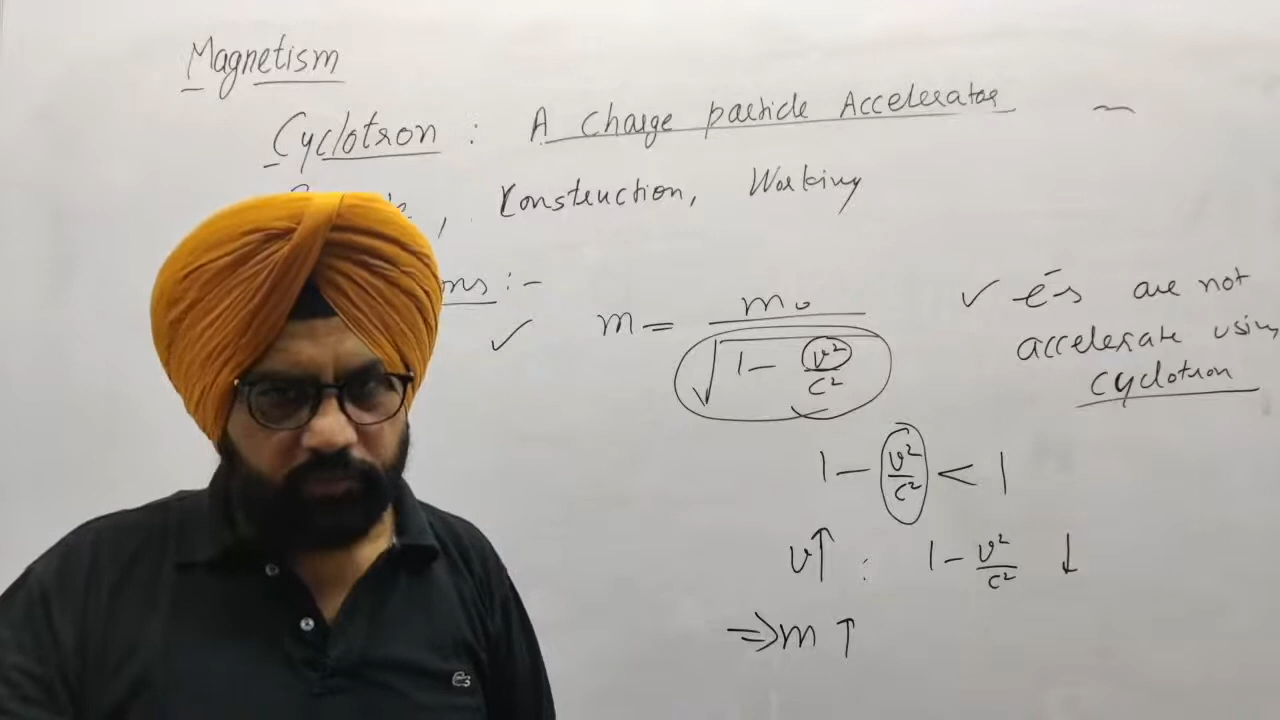 Magnetism
Cyclotron : A Charge particle Accelerator
, Construction, Working
ns :-
✓ m = m₀ / √(1 - v²/c²)
✓ e⁻s are not
accelerate using
cyclotron
1 - v²/c² < 1
v↑ : 1 - v²/c² ↓
⇒ m ↑